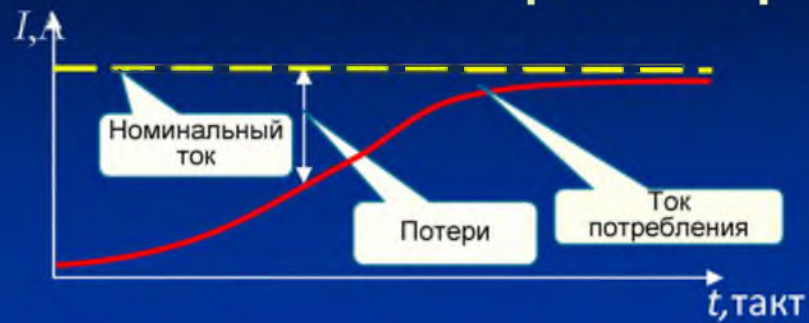 I,A
Номинальный
ток
Потери
Ток
потребления
t,такт